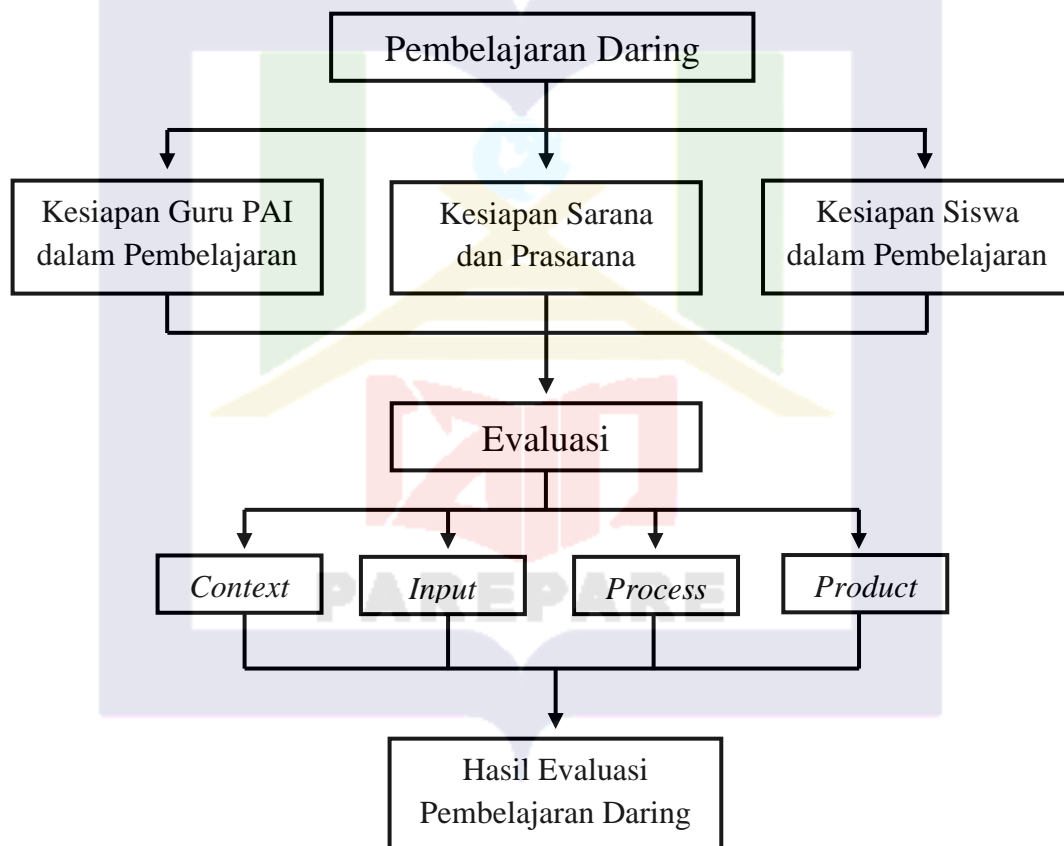 Pembelajaran Daring
Kesiapan Guru PAI
dalam Pembelajaran
Kesiapan Sarana
dan Prasarana
Kesiapan Siswa
dalam Pembelajaran
Evaluasi
Context
Input
Process
Product
PAREPARE
Hasil Evaluasi
Pembelajaran Daring